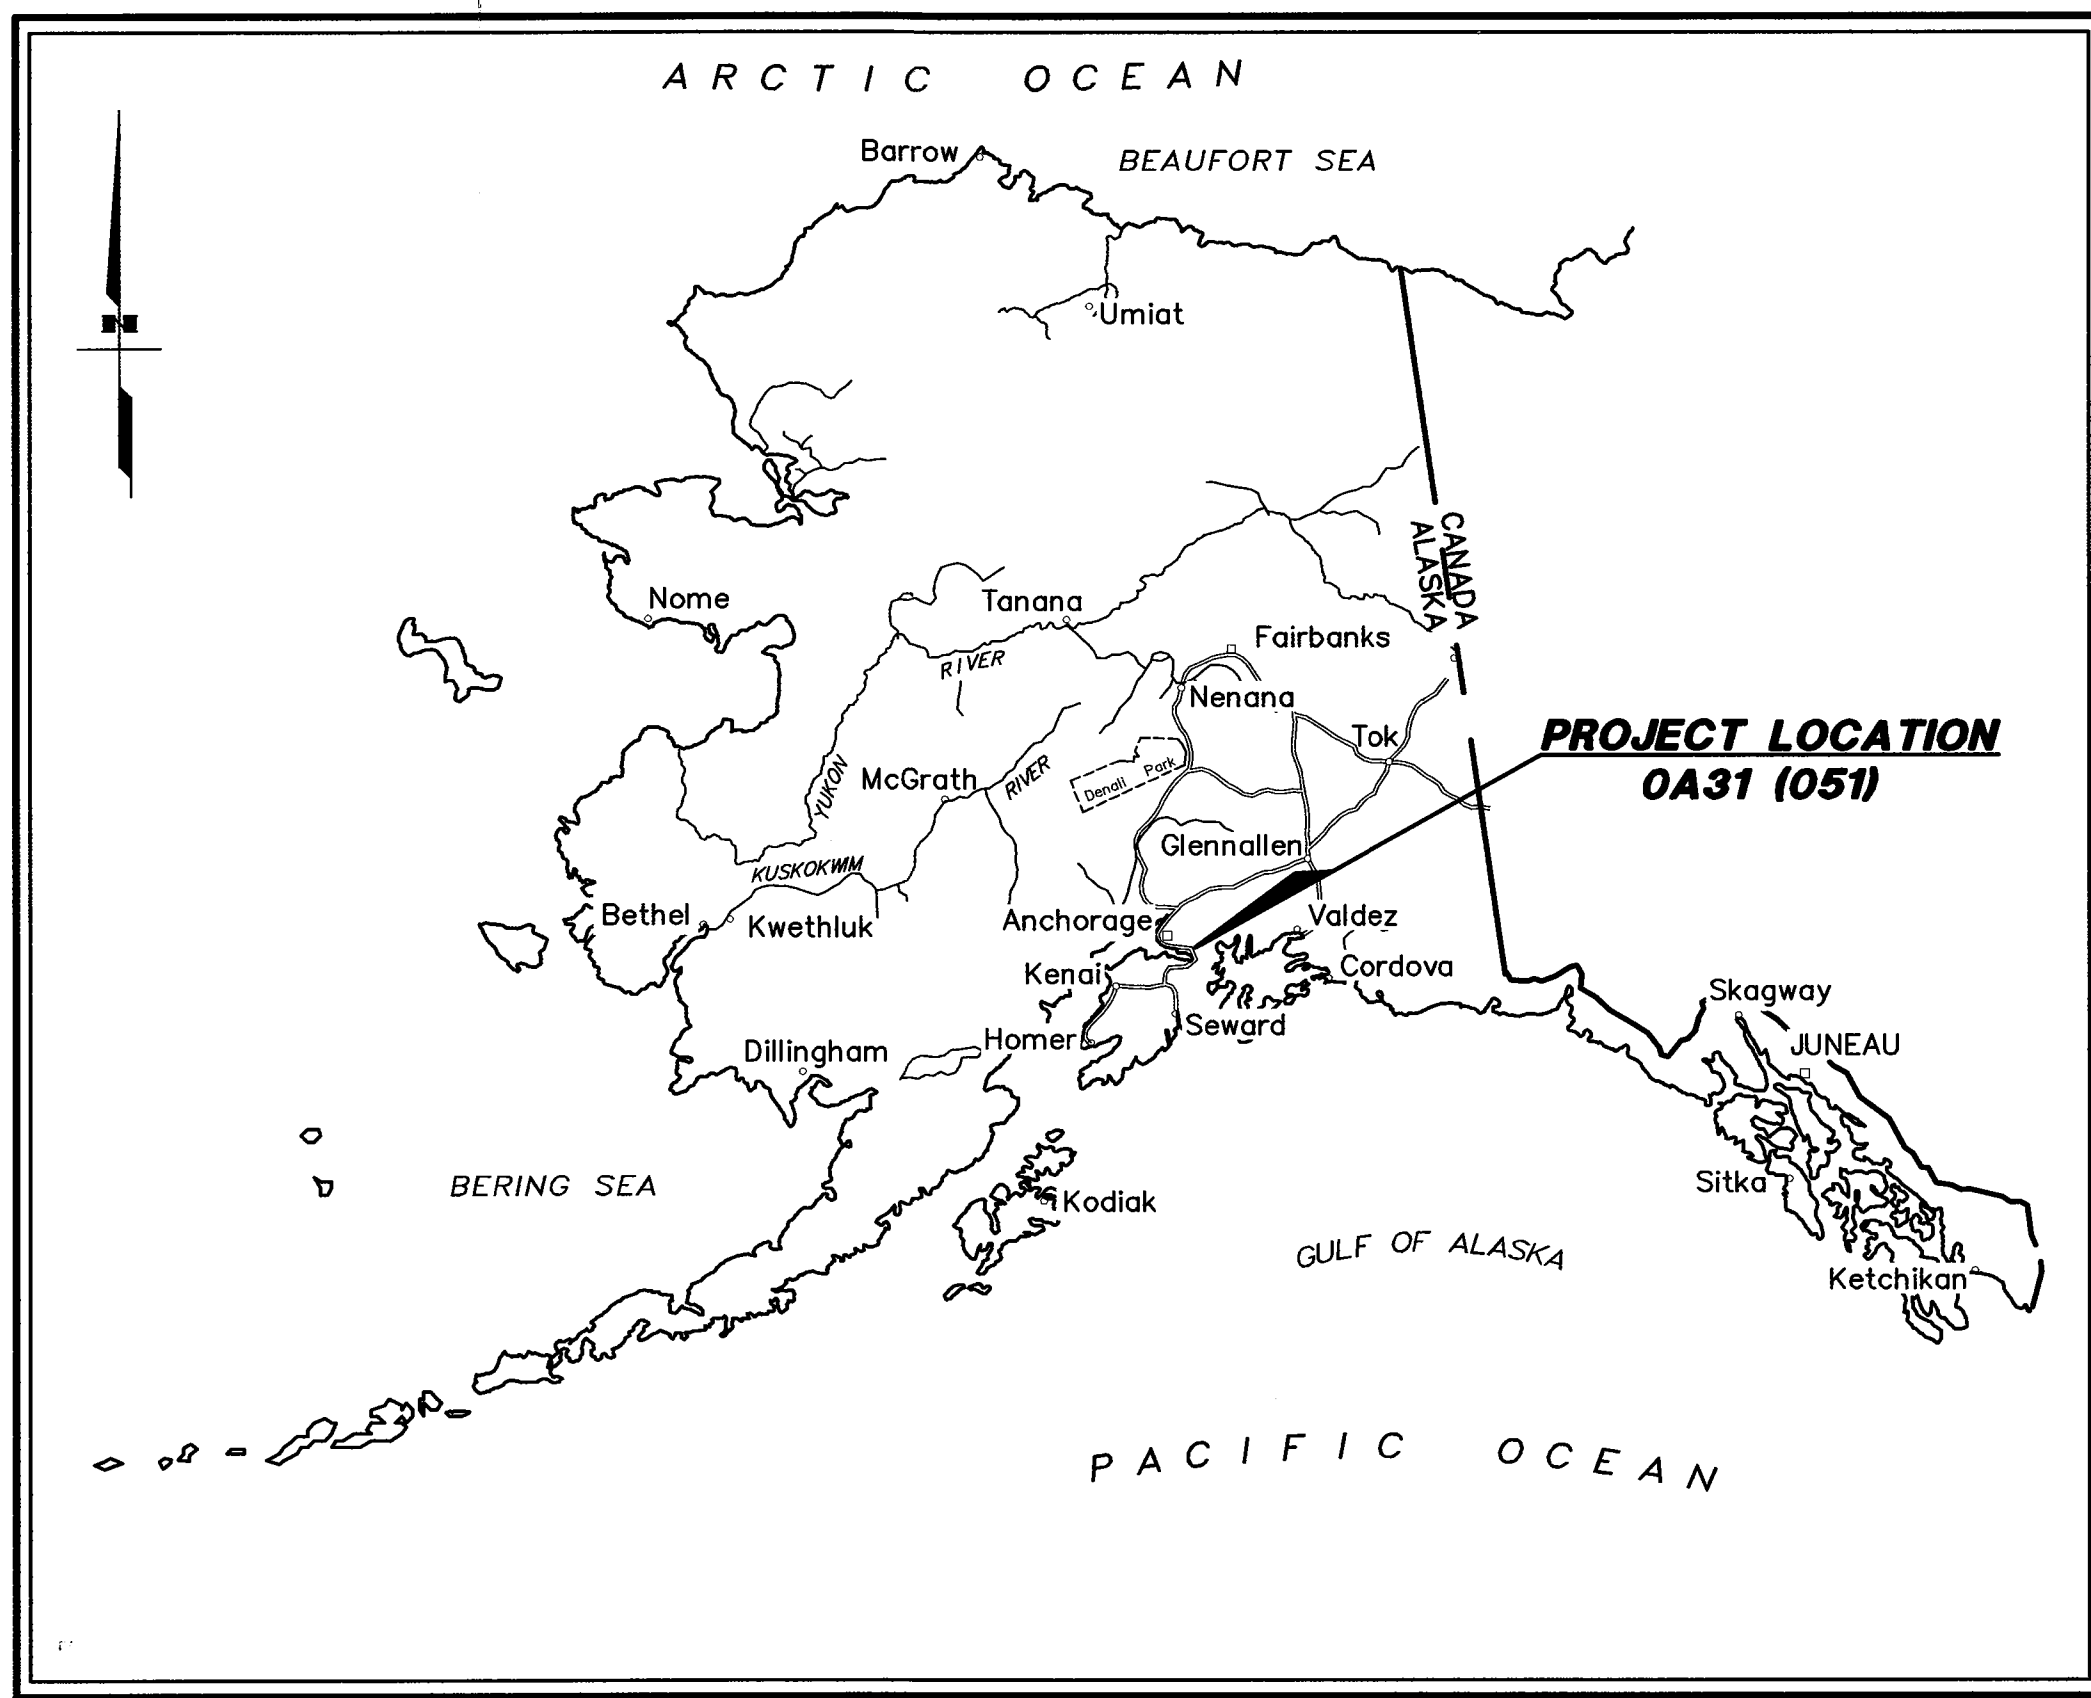 ARCTIC OCEAN
Barrow
BEAUFORT SEA
Umiat
N
CANADA
ALASKA
Nome
Tanana
Fairbanks
RIVER
Nenana
PROJECT LOCATION
0A31 (051)
Tok
YUKON
McGrath
RIVER
Denali Park
Glennallen
KUSKOKWIM
Bethel
Kwethluk
Anchorage
Valdez
Kenai
Cordova
Skagway
Homer
Seward
JUNEAU
Dillingham
BERING SEA
Kodiak
Sitka
GULF OF ALASKA
Ketchikan
PACIFIC OCEAN